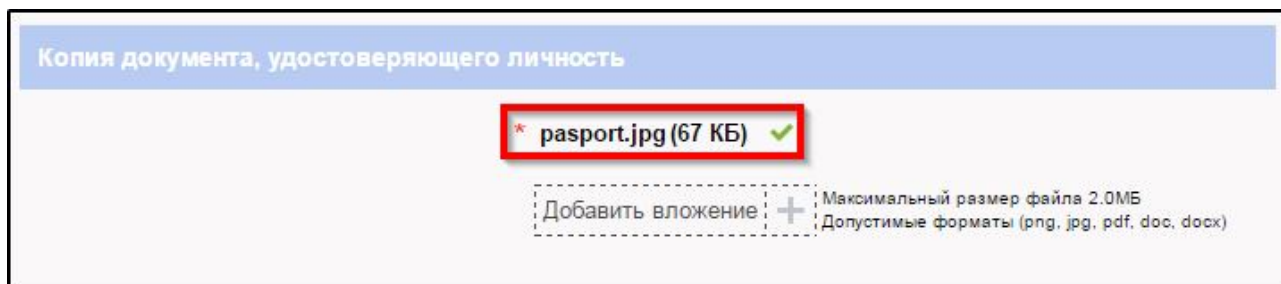 Копия документа, удостоверяющего личность
* pasport.jpg (67 КБ)
Добавить вложение
Максимальный размер файла 2.0МБ
Допустимые форматы (png, jpg, pdf, doc, docx)